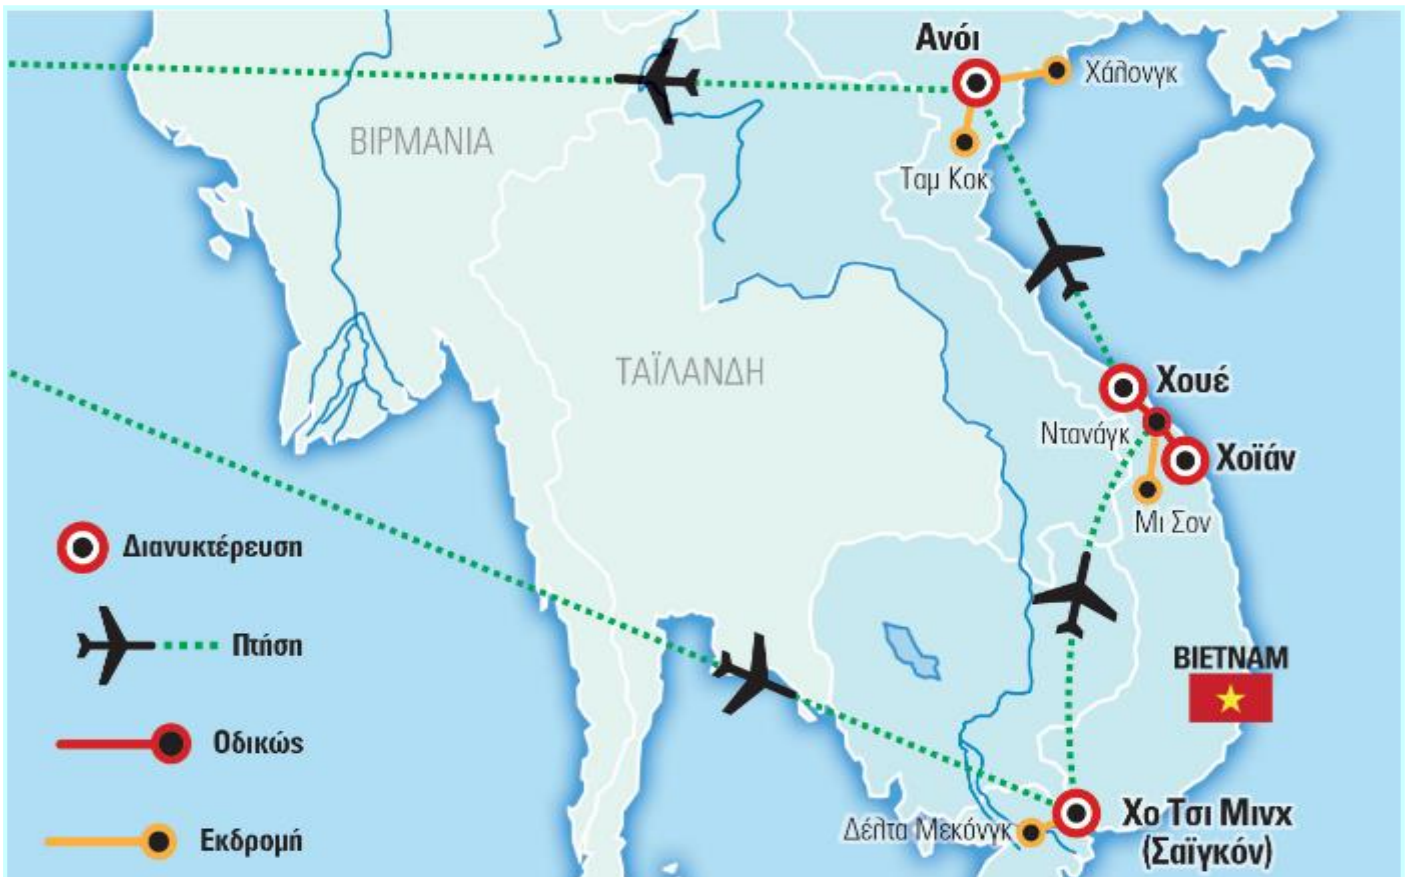 Ανόι
Χάλονγκ
ΒΙΡΜΑΝΙΑ
Ταμ Κοκ
ΤΑΪΛΑΝΔΗ
Χουέ
Ντανάγκ
Χοϊάν
Μι Σον
Διανυκτέρευση
Πτήση
ΒΙΕΤΝΑΜ
Οδικώς
Χο Τσι Μινχ
(Σαϊγκόν)
Δέλτα Μεκόνγκ
Εκδρομή